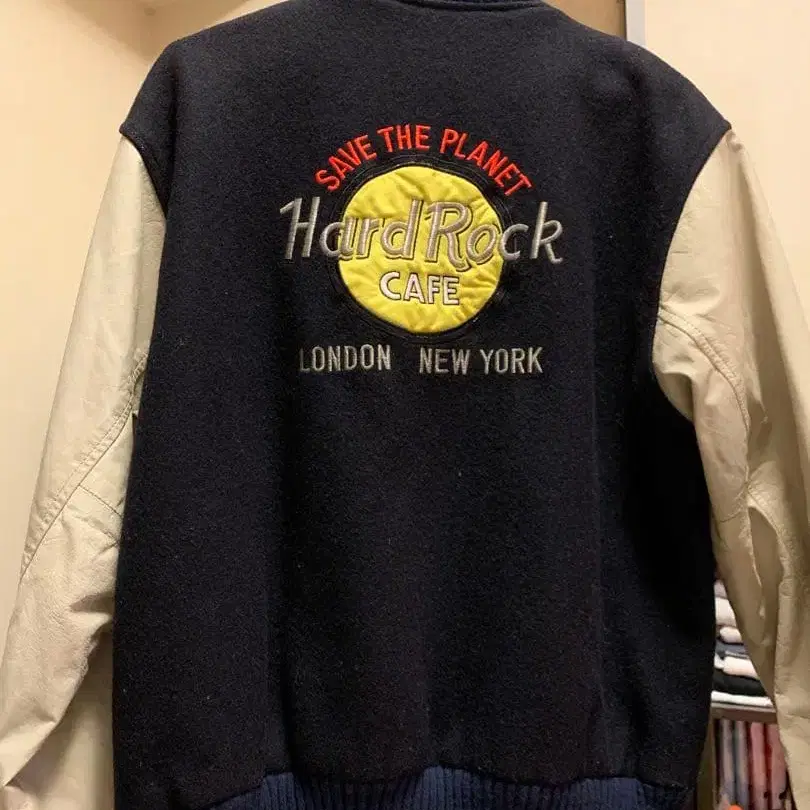 SAVE THE PLANET
Hard Rock
CAFE
LONDON NEW YORK